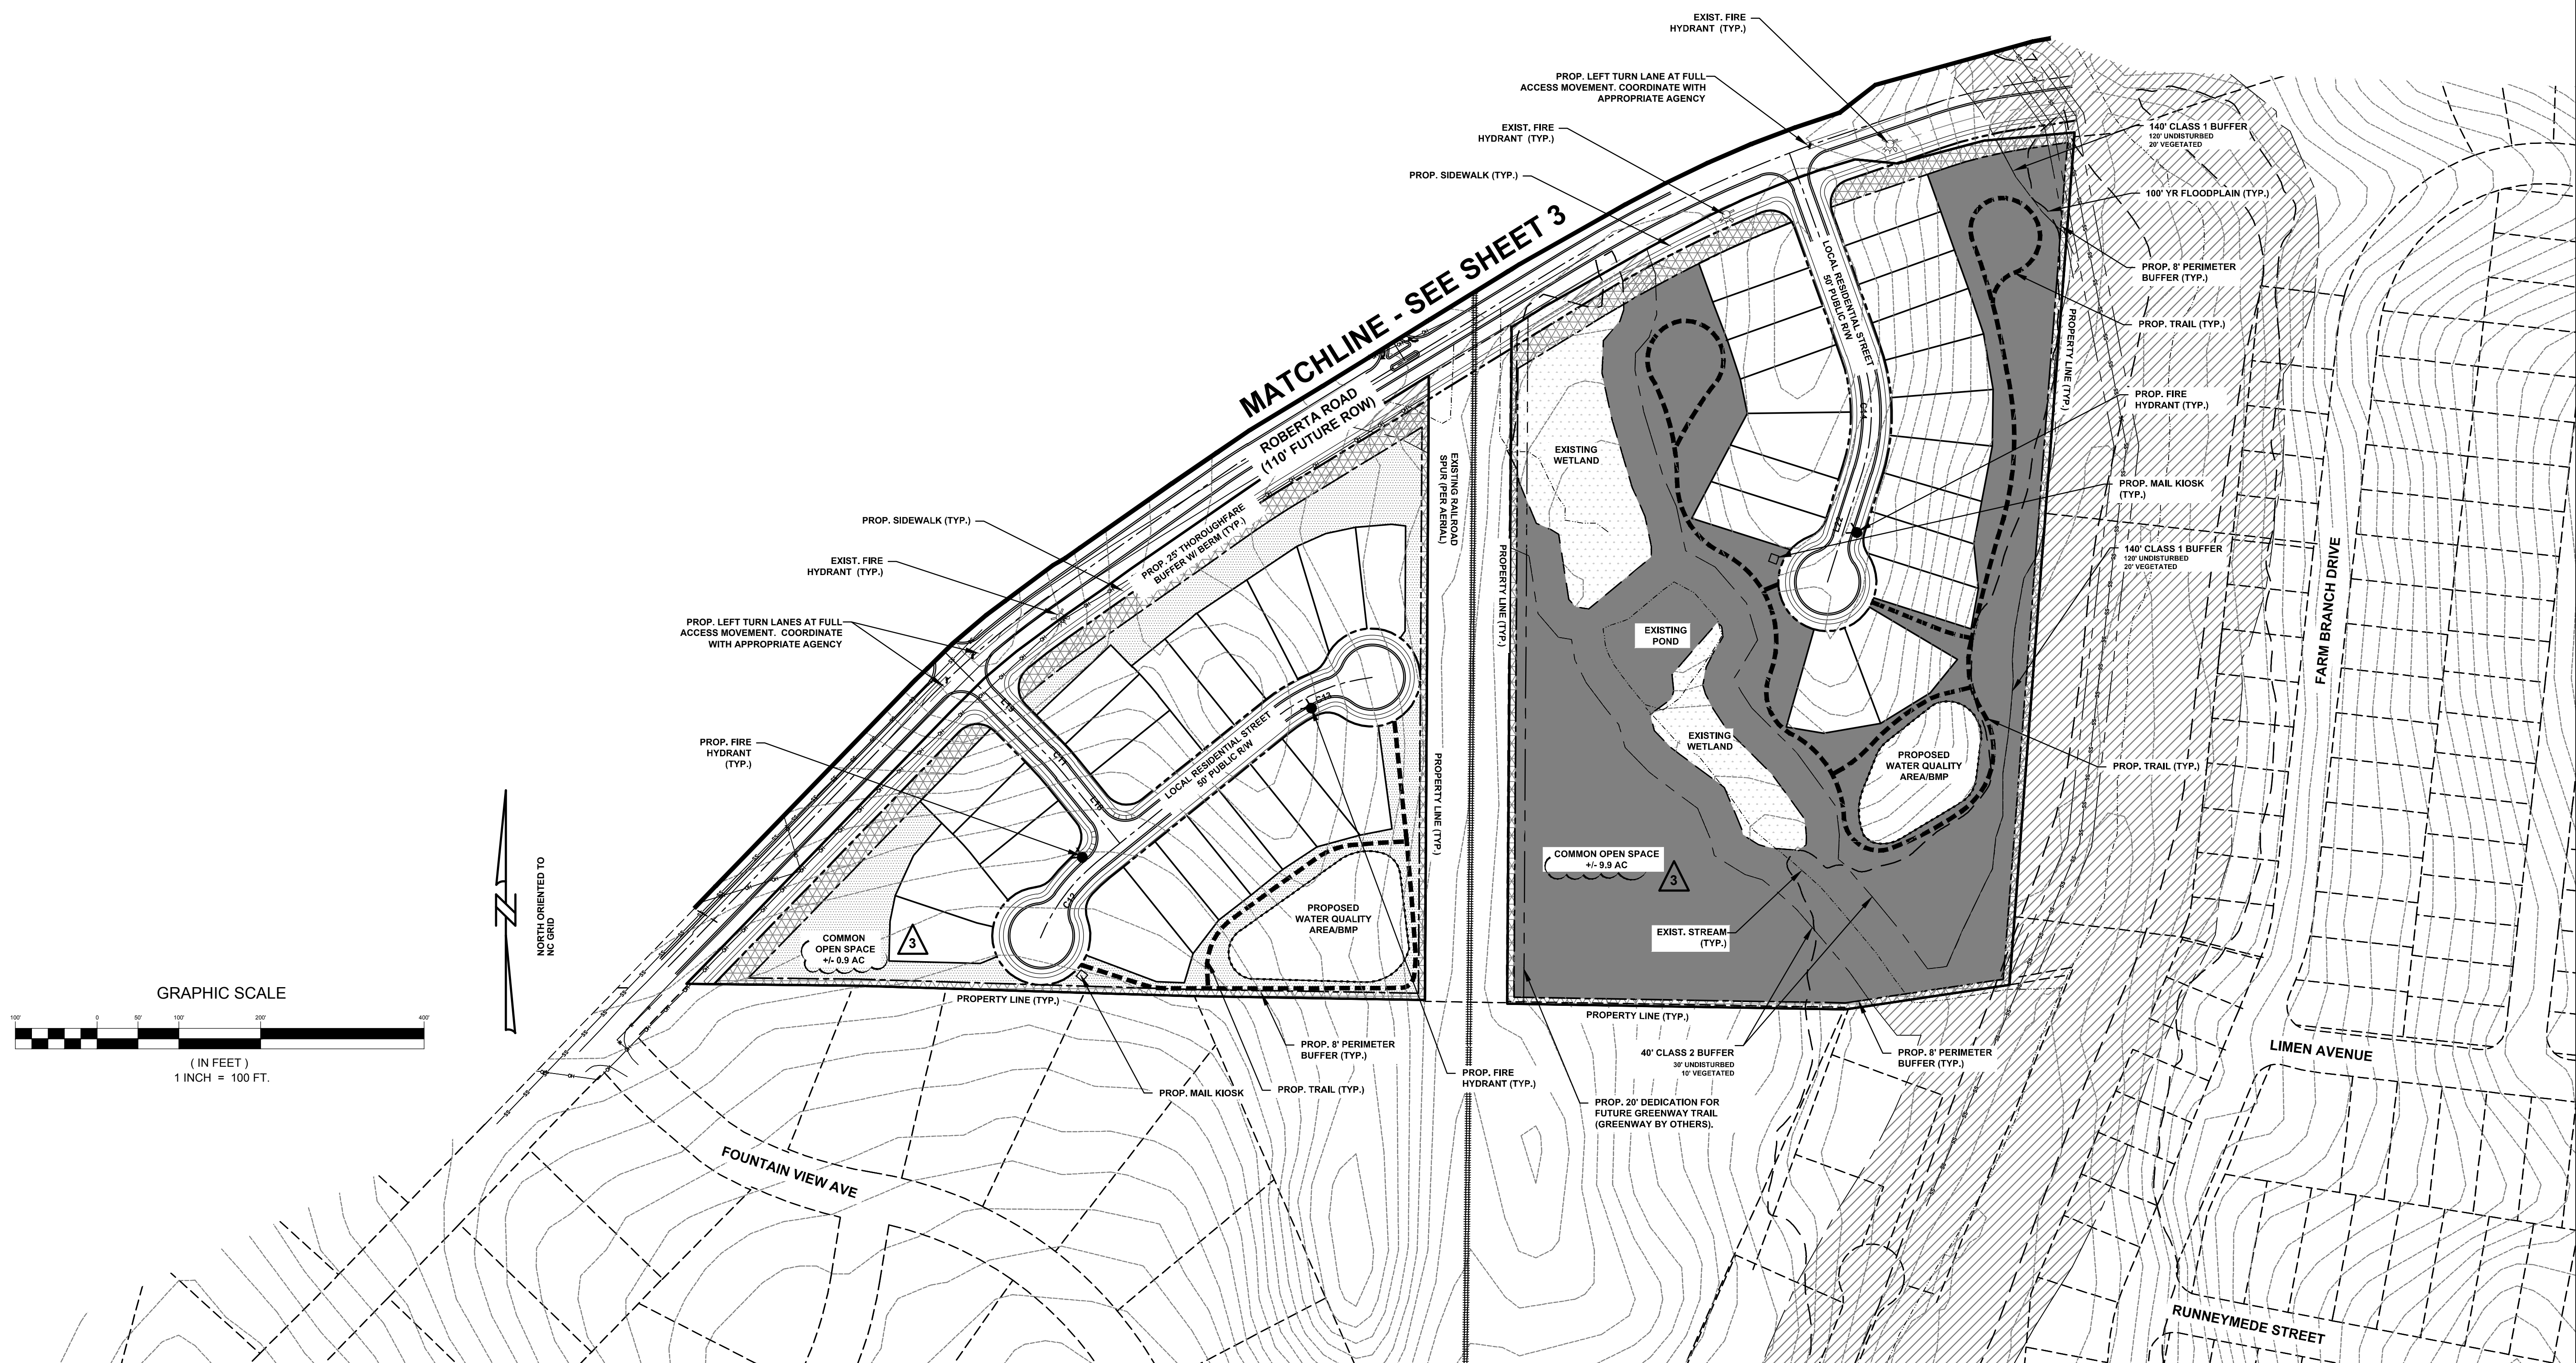 EXIST. FIRE
HYDRANT (TYP.)
PROP. LEFT TURN LANE AT FULL
ACCESS MOVEMENT. COORDINATE WITH
APPROPRIATE AGENCY
EXIST. FIRE
HYDRANT (TYP.)
PROP. SIDEWALK (TYP.)
140' CLASS 1 BUFFER
120' UNDISTURBED
20' VEGETATED
100' YR FLOODPLAIN (TYP.)
PROP. 8' PERIMETER
BUFFER (TYP.)
PROP. TRAIL (TYP.)
PROP. FIRE
HYDRANT (TYP.)
PROP. MAIL KIOSK
(TYP.)
140' CLASS 1 BUFFER
120' UNDISTURBED
20' VEGETATED
PROP. TRAIL (TYP.)
MATCHLINE - SEE SHEET 3
ROBERTA ROAD
(110' FUTURE ROW)
LOCAL RESIDENTIAL STREET
50' PUBLIC R/W
C14
L22
PROPERTY LINE (TYP.)
EXISTING
WETLAND
EXISTING RAILROAD
SPUR (PER AERIAL)
PROPERTY LINE (TYP.)
EXISTING
POND
EXISTING
WETLAND
PROPOSED
WATER QUALITY
AREA/BMP
COMMON OPEN SPACE
+/- 9.9 AC
3
EXIST. STREAM
(TYP.)
PROP. SIDEWALK (TYP.)
PROP. 25' THOROUGHFARE
BUFFER W/ BERM (TYP.)
EXIST. FIRE
HYDRANT (TYP.)
PROP. LEFT TURN LANES AT FULL
ACCESS MOVEMENT. COORDINATE
WITH APPROPRIATE AGENCY
PROP. FIRE
HYDRANT
(TYP.)
C11
C13
LOCAL RESIDENTIAL STREET
50' PUBLIC R/W
C12
PROPERTY LINE (TYP.)
PROPOSED
WATER QUALITY
AREA/BMP
COMMON
OPEN SPACE
+/- 0.9 AC
3
PROPERTY LINE (TYP.)
PROPERTY LINE (TYP.)
PROP. 8' PERIMETER
BUFFER (TYP.)
PROP. MAIL KIOSK
PROP. TRAIL (TYP.)
PROP. FIRE
HYDRANT (TYP.)
40' CLASS 2 BUFFER
30' UNDISTURBED
10' VEGETATED
PROP. 8' PERIMETER
BUFFER (TYP.)
PROP. 20' DEDICATION FOR
FUTURE GREENWAY TRAIL
(GREENWAY BY OTHERS).
FARM BRANCH DRIVE
LIMEN AVENUE
RUNNEYMEDE STREET
FOUNTAIN VIEW AVE
NORTH ORIENTED TO
NC GRID
GRAPHIC SCALE
100' 0 50' 100' 200' 400'
( IN FEET )
1 INCH = 100 FT.